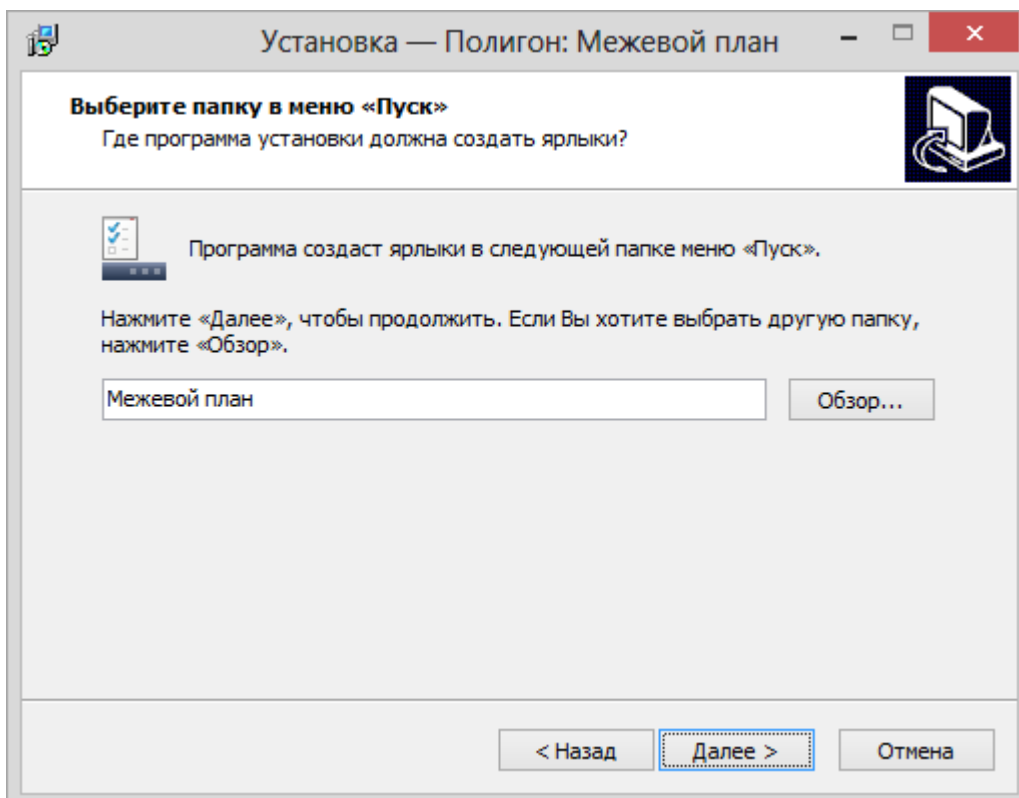 Установка — Полигон: Межевой план
Выберите папку в меню «Пуск»
Где программа установки должна создать ярлыки?
Программа создаст ярлыки в следующей папке меню «Пуск».
Нажмите «Далее», чтобы продолжить. Если Вы хотите выбрать другую папку,
нажмите «Обзор».
Межевой план
Обзор...
< Назад
Далее >
Отмена